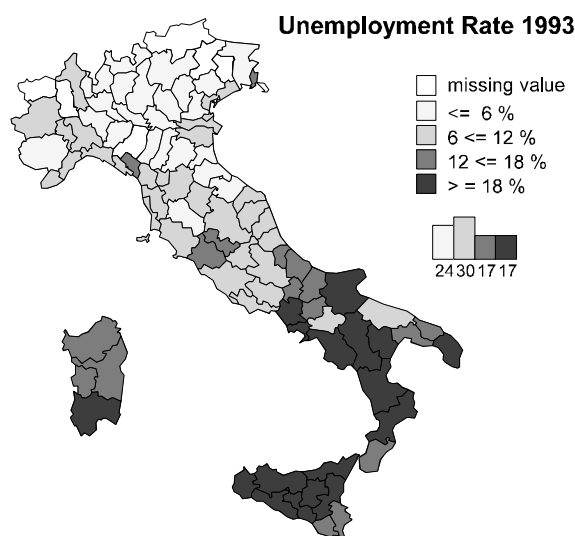 Unemployment Rate 1993
missing value
<= 6 %
6 <= 12 %
12 <= 18 %
> = 18 %
24 30 17 17